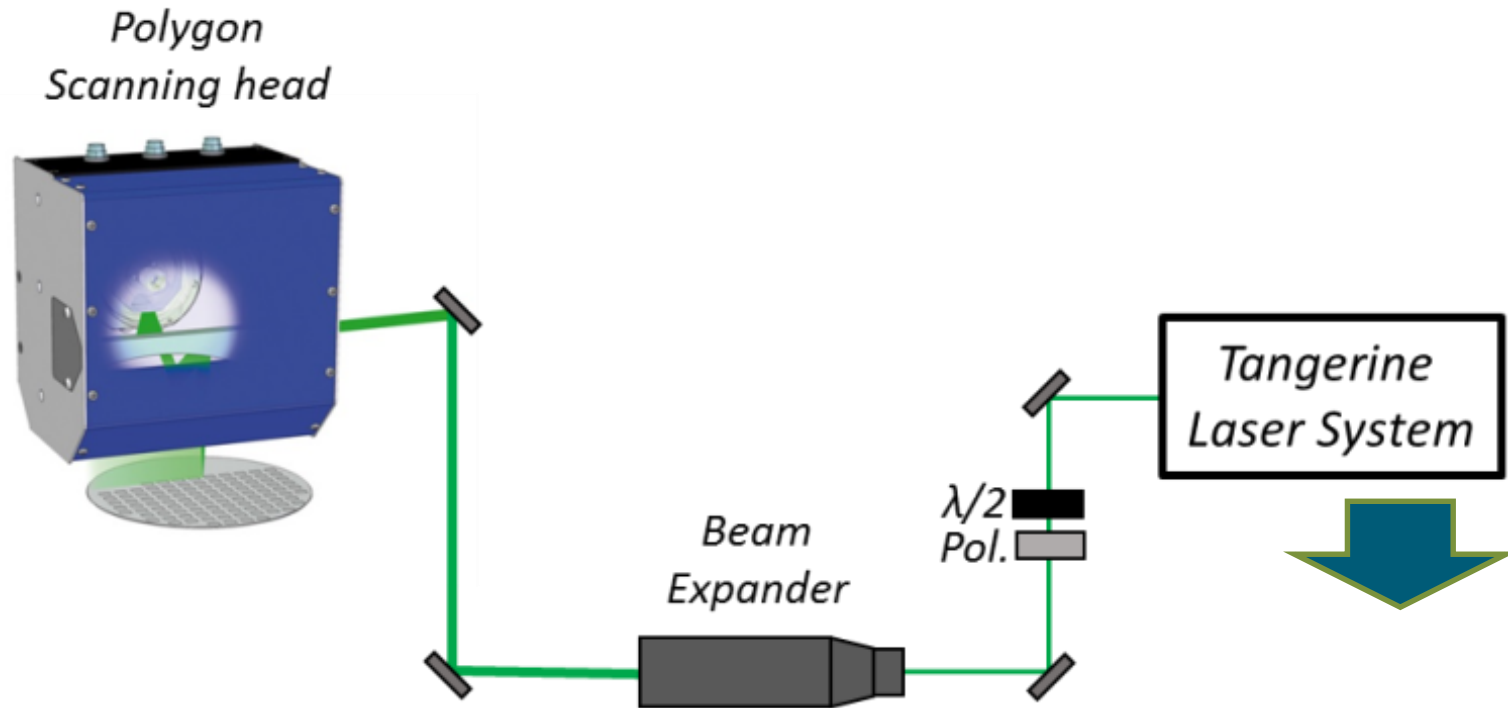 Polygon
Scanning head
Tangerine
Laser System
λ/2
Pol.
Beam
Expander